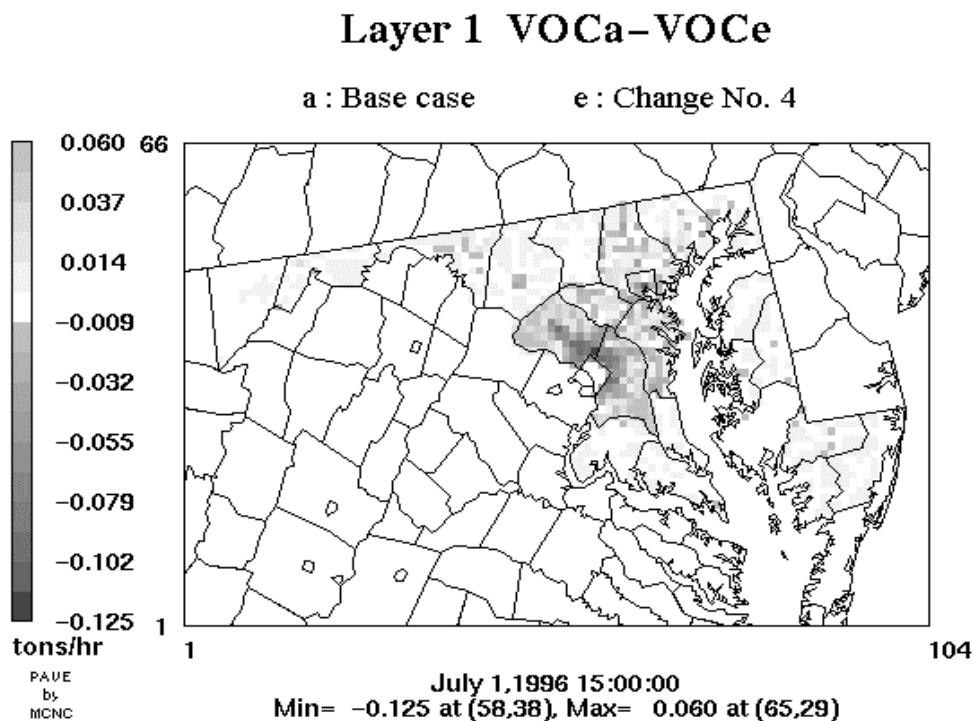 Layer 1 VOCa-VOCe
a : Base case e : Change No. 4
0.060
0.037
0.014
-0.009
-0.032
-0.055
-0.079
-0.102
-0.125
tons/hr
PAVE
by
MCNC
66
1
1
104
July 1,1996 15:00:00
Min= -0.125 at (58,38), Max= 0.060 at (65,29)